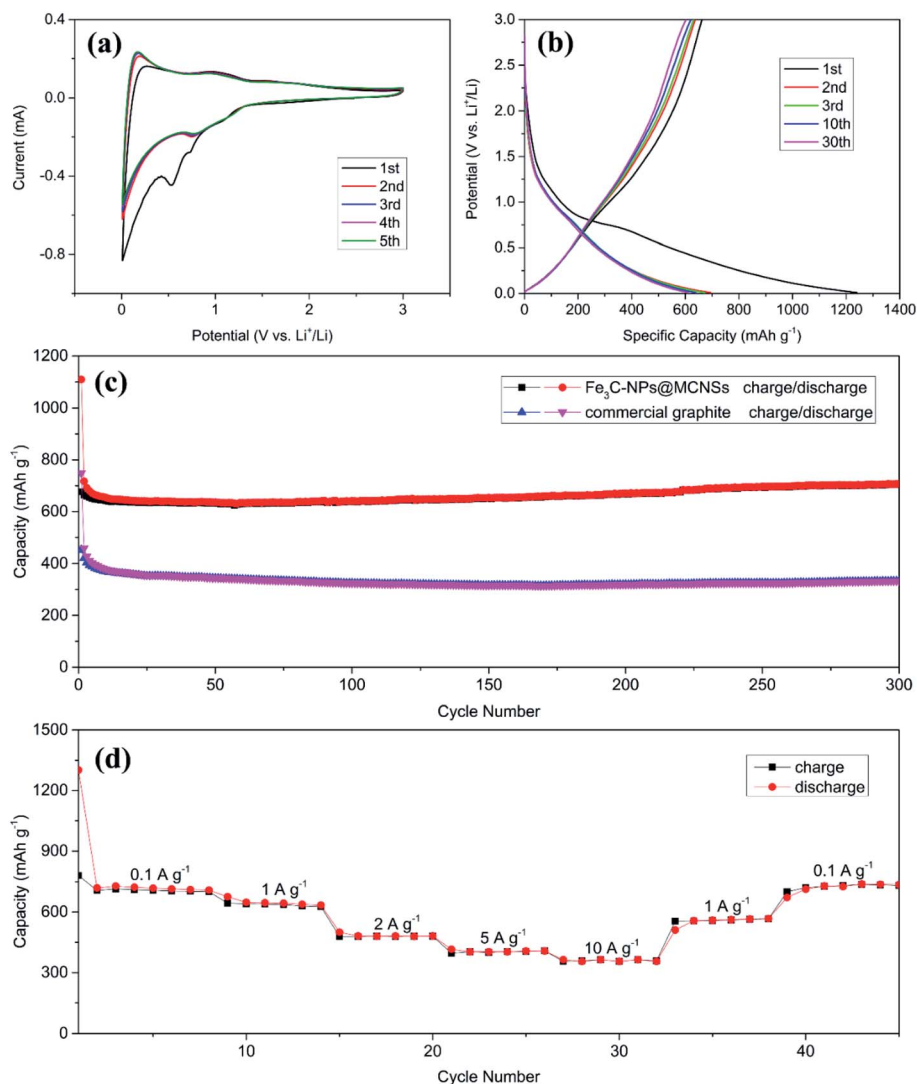 (a)
0.4
0.0
-0.4
-0.8
Current (mA)
1st
2nd
3rd
4th
5th
0 1 2 3
Potential (V vs. Li⁺/Li)
(b)
3.0
2.5
2.0
1.5
1.0
0.5
0.0
Potential (V vs. Li⁺/Li)
1st
2nd
3rd
10th
30th
0 200 400 600 800 1000 1200 1400
Specific Capacity (mAh g⁻¹)
(c)
1200
1000
800
600
400
200
0
Capacity (mAh g⁻¹)
Fe₃C-NPs@MCNSs charge/discharge
commercial graphite charge/discharge
0 50 100 150 200 250 300
Cycle Number
(d)
1500
1200
900
600
300
0
Capacity (mAh g⁻¹)
charge
discharge
0.1 A g⁻¹
1 A g⁻¹
2 A g⁻¹
5 A g⁻¹
10 A g⁻¹
1 A g⁻¹
0.1 A g⁻¹
10 20 30 40
Cycle Number